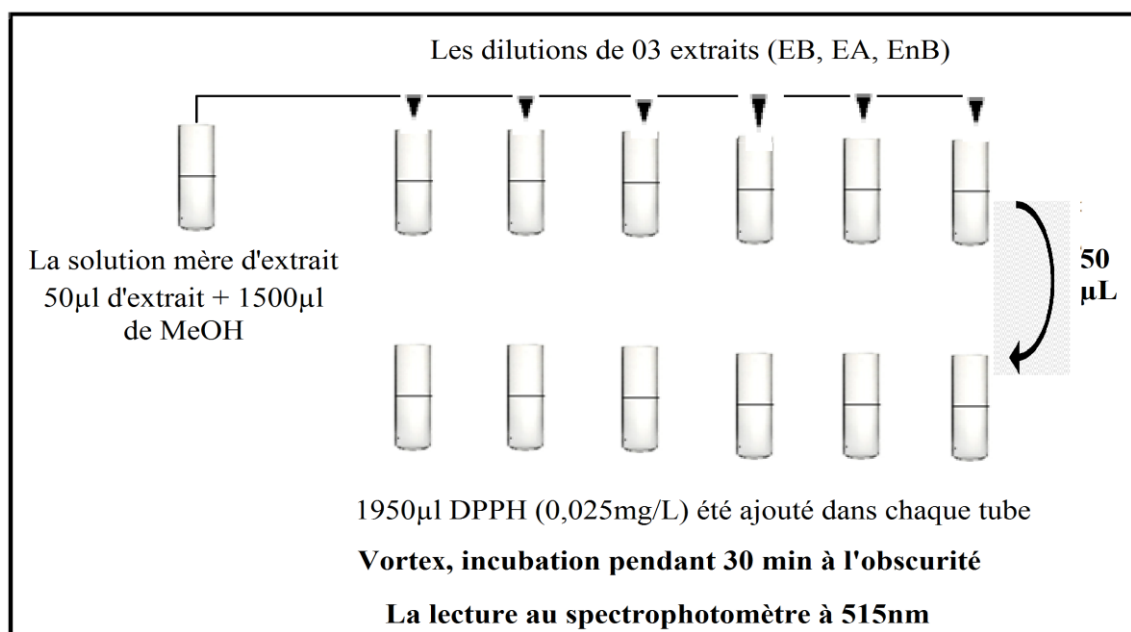 Les dilutions de 03 extraits (EB, EA, EnB)
La solution mère d'extrait
50µl d'extrait + 1500µl
de MeOH
50
µL
1950µl DPPH (0,025mg/L) été ajouté dans chaque tube
Vortex, incubation pendant 30 min à l'obscurité
La lecture au spectrophotomètre à 515nm